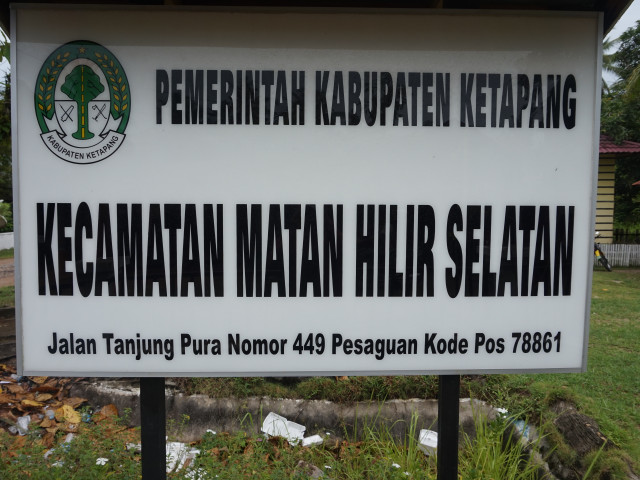 PEMERINTAH KABUPATEN KETAPANG
KABUPATEN KETAPANG
KECAMATAN MATAN HILIR SELATAN
Jalan Tanjung Pura Nomor 449 Pesaguan Kode Pos 78861